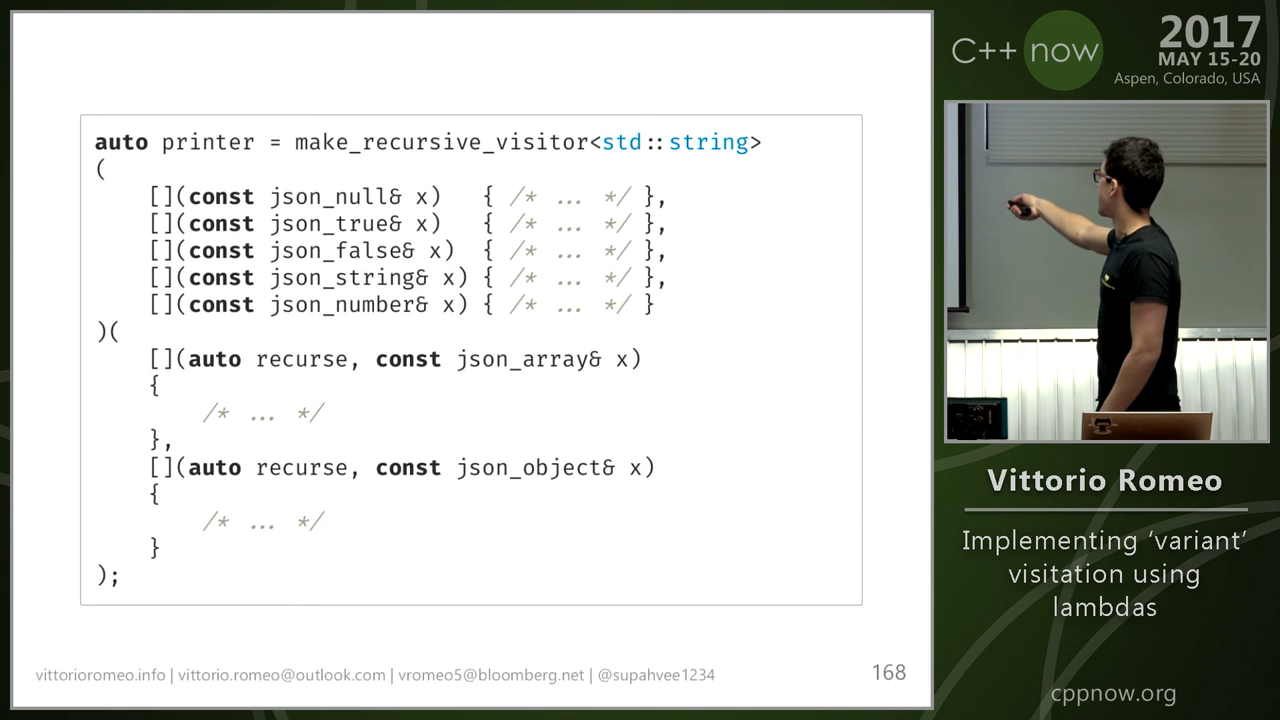 auto printer = make_recursive_visitor<std::string>
(
    [](const json_null& x)   { /* ... */ },
    [](const json_true& x)   { /* ... */ },
    [](const json_false& x)  { /* ... */ },
    [](const json_string& x) { /* ... */ },
    [](const json_number& x) { /* ... */ }
)(
    [](auto recurse, const json_array& x)
    {
        /* ... */
    },
    [](auto recurse, const json_object& x)
    {
        /* ... */
    }
);
vittorioromeo.info | vittorio.romeo@outlook.com | vromeo5@bloomberg.net | @supahvee1234
168
C++ now
2017
MAY 15-20
Aspen, Colorado, USA
Vittorio Romeo
Implementing ‘variant’
visitation using
lambdas
cppnow.org